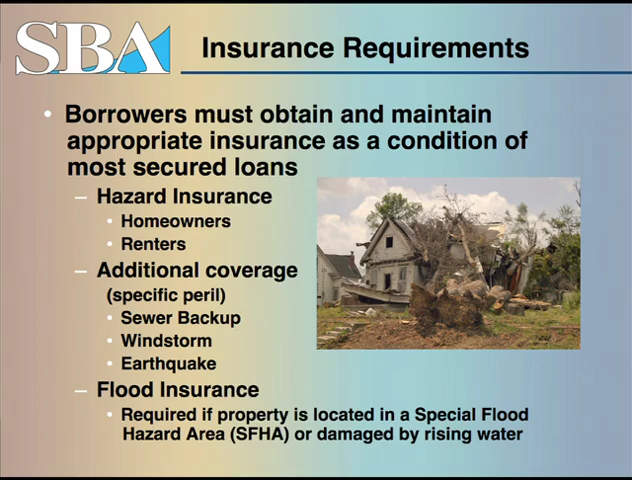 SBA
Insurance Requirements
• Borrowers must obtain and maintain
appropriate insurance as a condition of
most secured loans
– Hazard Insurance
• Homeowners
• Renters
– Additional coverage
(specific peril)
• Sewer Backup
• Windstorm
• Earthquake
– Flood Insurance
• Required if property is located in a Special Flood
Hazard Area (SFHA) or damaged by rising water